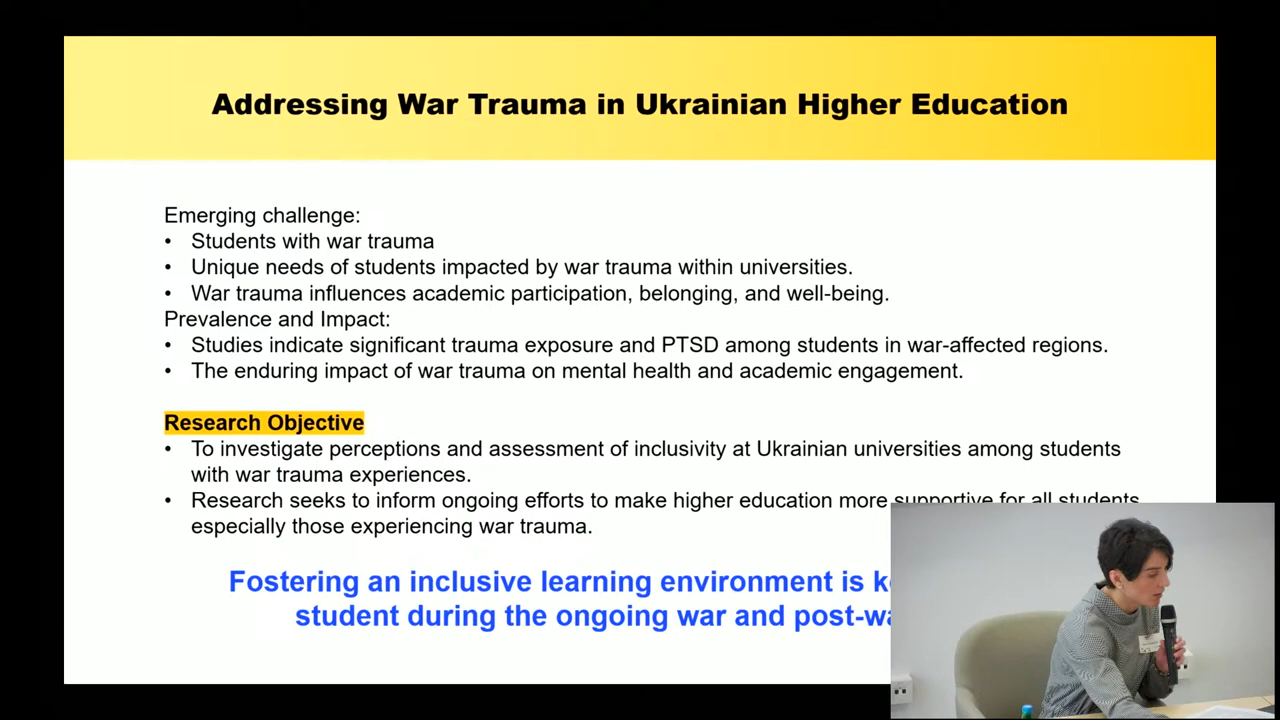 Addressing War Trauma in Ukrainian Higher Education
Emerging challenge:
• Students with war trauma
• Unique needs of students impacted by war trauma within universities.
• War trauma influences academic participation, belonging, and well-being.
Prevalence and Impact:
• Studies indicate significant trauma exposure and PTSD among students in war-affected regions.
• The enduring impact of war trauma on mental health and academic engagement.
Research Objective
• To investigate perceptions and assessment of inclusivity at Ukrainian universities among students
with war trauma experiences.
• Research seeks to inform ongoing efforts to make higher education more supportive for all students
especially those experiencing war trauma.
Fostering an inclusive learning environment is
student during the ongoing war and